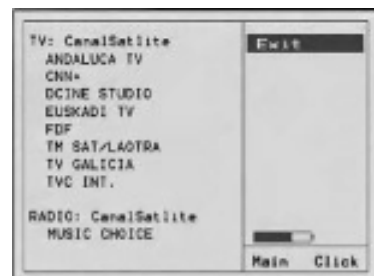 TV: CanalSatlite
ANDALUCA TV
CNN+
DCINE STUDIO
EUSKADI TV
FDF
TM SAT/LAOTRA
TV GALICIA
TVC INT.
RADIO: CanalSatlite
MUSIC CHOICE
Exit
Main Click